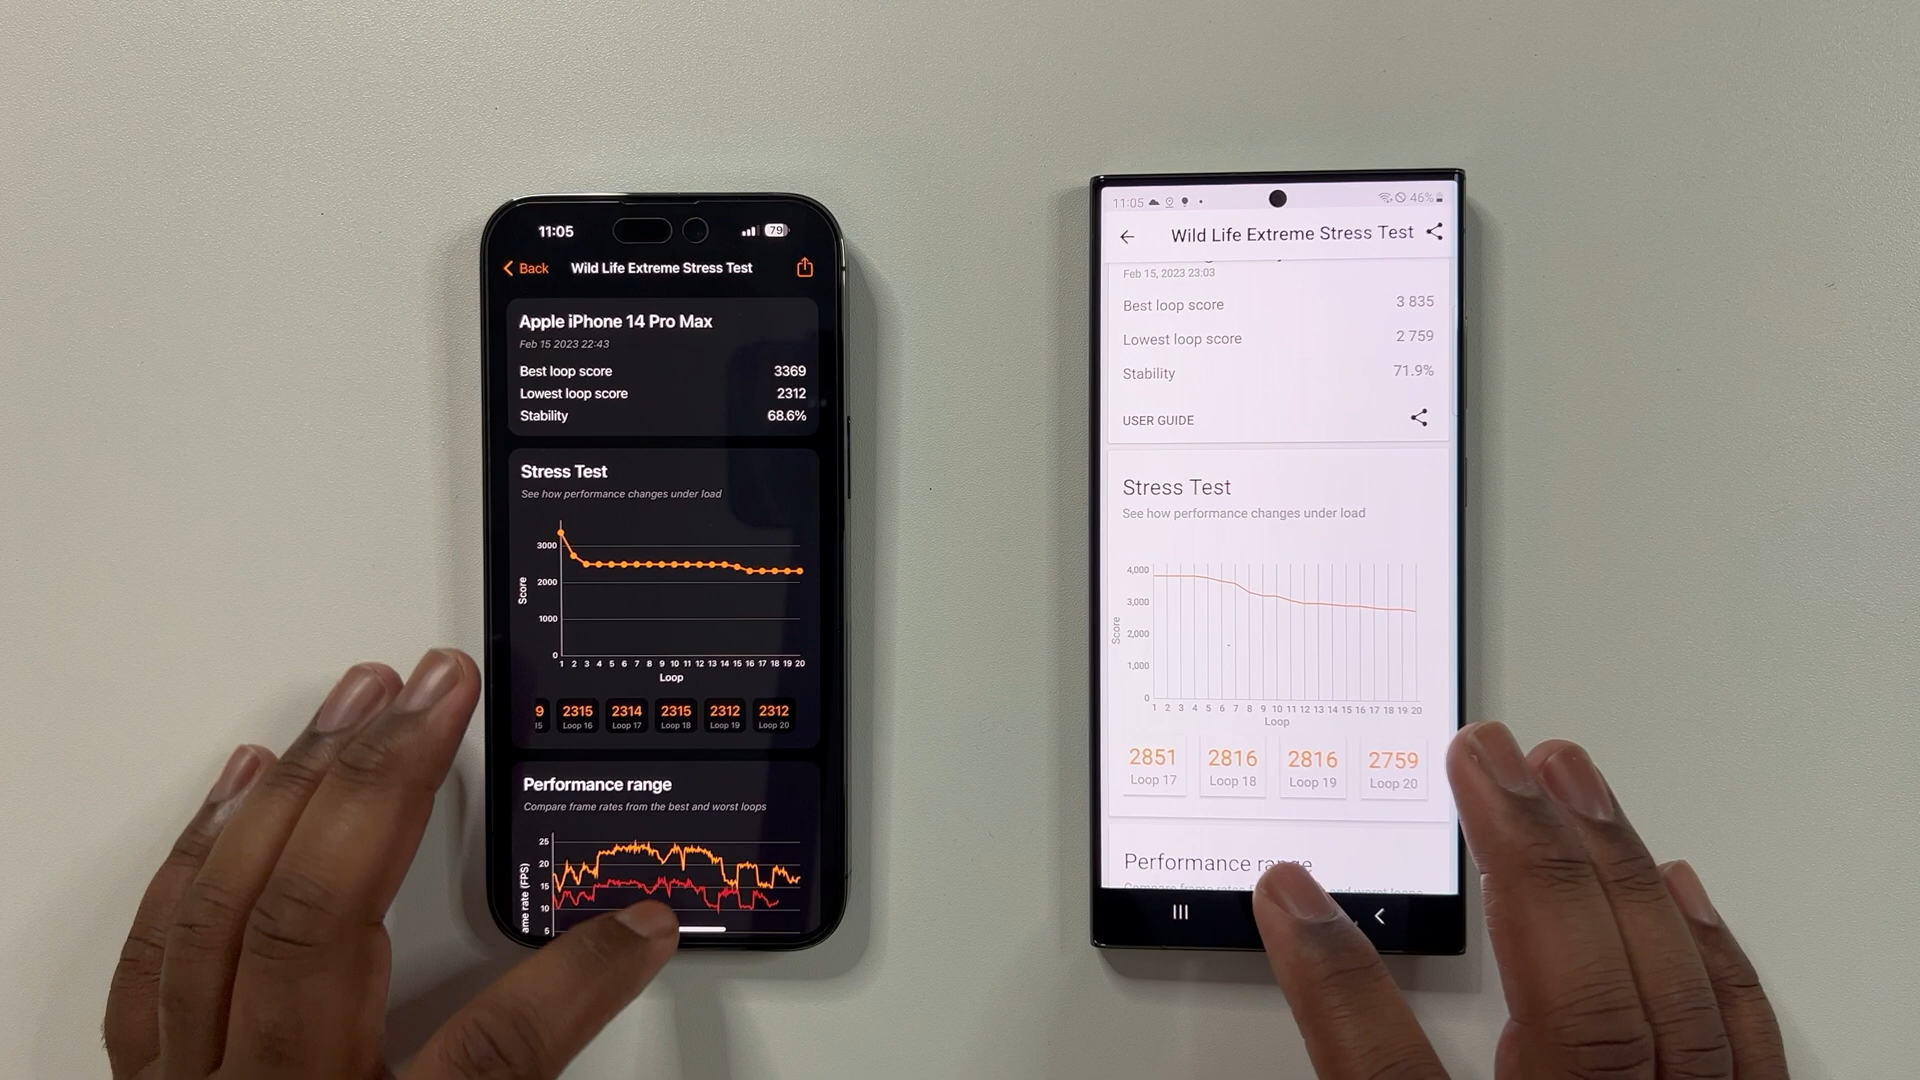 11:05
79
Back
Wild Life Extreme Stress Test
Apple iPhone 14 Pro Max
Feb 15 2023 22:43
Best loop score 3369
Lowest loop score 2312
Stability 68.6%
Stress Test
See how performance changes under load
3000
2000
1000
0
Score
1 2 3 4 5 6 7 8 9 10 11 12 13 14 15 16 17 18 19 20
Loop
9 2315 2314 2315 2312 2312
15 Loop 16 Loop 17 Loop 18 Loop 19 Loop 20
Performance range
Compare frame rates from the best and worst loops
25
20
15
10
5
ame rate (FPS)
11:05
46%
Wild Life Extreme Stress Test
Feb 15, 2023 23:03
Best loop score 3 835
Lowest loop score 2 759
Stability 71.9%
USER GUIDE
Stress Test
See how performance changes under load
4,000
3,000
2,000
1,000
0
Score
1 2 3 4 5 6 7 8 9 10 11 12 13 14 15 16 17 18 19 20
Loop
2851 2816 2816 2759
Loop 17 Loop 18 Loop 19 Loop 20
Performance range